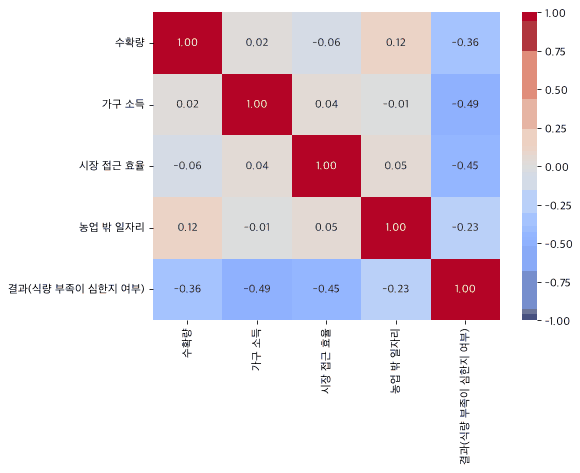 수확량 1.00 0.02 -0.06 0.12 -0.36
가구 소득 0.02 1.00 0.04 -0.01 -0.49
시장 접근 효율 -0.06 0.04 1.00 0.05 -0.45
농업 밖 일자리 0.12 -0.01 0.05 1.00 -0.23
결과(식량 부족이 심한지 여부) -0.36 -0.49 -0.45 -0.23 1.00
수확량
가구 소득
시장 접근 효율
농업 밖 일자리
결과(식량 부족이 심한지 여부)
1.00
0.75
0.50
0.25
0.00
-0.25
-0.50
-0.75
-1.00